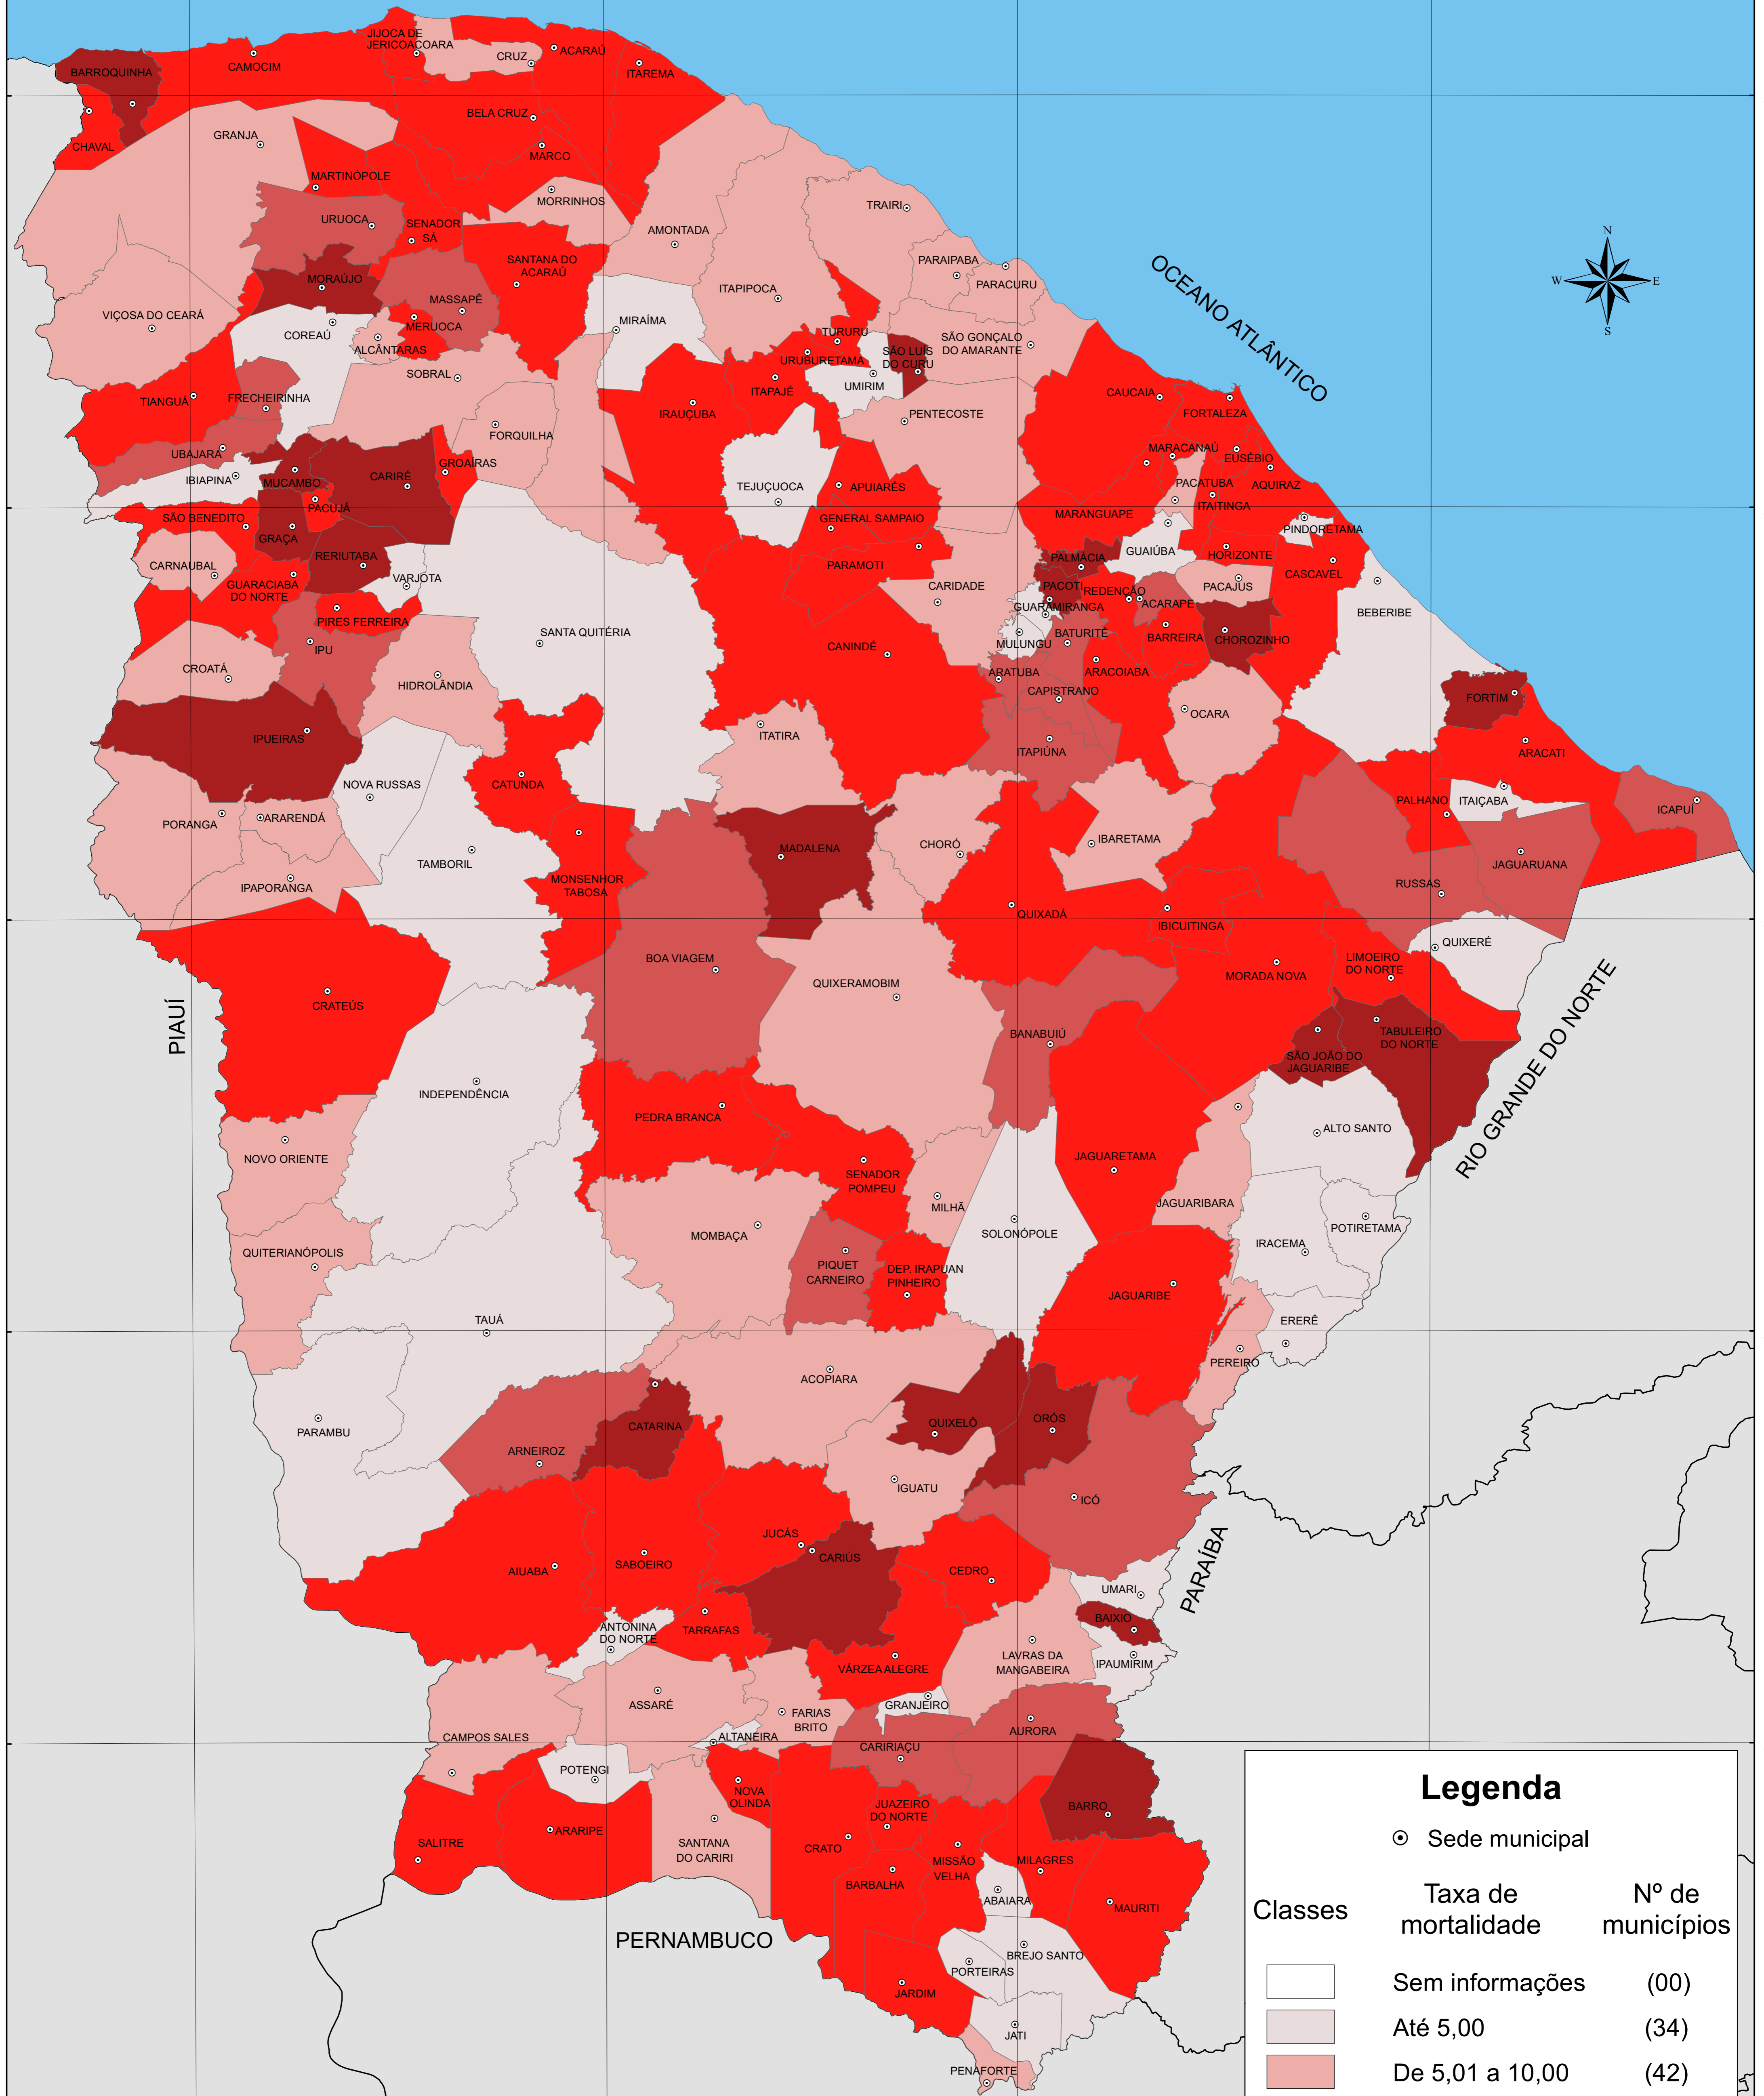 JIJOCA DE
JERICOACOARA
CRUZ
ACARAÚ
ITAREMA
BARROQUINHA
CAMOCIM
CHAVAL
GRANJA
BELA CRUZ
MARCO
MARTINÓPOLE
MORRINHOS
URUOCA
SENADOR
SÁ
AMONTADA
TRAIRI
N
W
E
S
SANTANA DO
ACARAÚ
PARAIPABA
PARACURU
OCEANO ATLÂNTICO
MORAÚJO
MASSAPÊ
ITAPIPOCA
VIÇOSA DO CEARÁ
MIRAÍMA
MERUOCA
COREAÚ
ALCÂNTARAS
TURURU
URUBURETAMA
SÃO LUÍS
DO CURU
SÃO GONÇALO
DO AMARANTE
SOBRAL
UMIRIM
ITAPAJÉ
TIANGUÁ
FRECHEIRINHA
IRAUÇUBA
PENTECOSTE
CAUCAIA
FORTALEZA
FORQUILHA
UBAJARA
GROAÍRAS
MARACANAÚ
EUSÉBIO
IBIAPINA
MUCAMBO
CARIRÉ
TEJUÇUOCA
APUIARÉS
PACATUBA
AQUIRAZ
ITAITINGA
PACUJÁ
SÃO BENEDITO
GENERAL SAMPAIO
MARANGUAPE
PINDORETAMA
GRAÇA
RERIUTABA
GUAIÚBA
HORIZONTE
PALMÁCIA
CARNAUBAL
PARAMOTI
VARJOTA
CASCAVEL
GUARACIABA
DO NORTE
CARIDADE
PACOTI
REDENÇÃO
PACAJUS
GUARAMIRANGA
ACARAPE
BEBERIBE
PIRES FERREIRA
SANTA QUITÉRIA
BATURITÉ
BARREIRA
CHOROZINHO
MULUNGU
IPU
CANINDÉ
CROATÁ
HIDROLÂNDIA
ARATUBA
ARACOIABA
CAPISTRANO
FORTIM
OCARA
IPUEIRAS
ITATIRA
ITAPIÚNA
ARACATI
NOVA RUSSAS
CATUNDA
PALHANO
ITAIÇABA
ICAPUÍ
PORANGA
ARARENDÁ
IBARETAMA
MADALENA
CHORÓ
TAMBORIL
JAGUARUANA
IPAPORANGA
MONSENHOR
TABOSA
RUSSAS
QUIXADÁ
IBICUITINGA
QUIXERÉ
BOA VIAGEM
LIMOEIRO
DO NORTE
MORADA NOVA
QUIXERAMOBIM
CRATEÚS
PIAUÍ
BANABUIÚ
TABULEIRO
DO NORTE
SÃO JOÃO DO
JAGUARIBE
RIO GRANDE DO NORTE
INDEPENDÊNCIA
PEDRA BRANCA
ALTO SANTO
NOVO ORIENTE
SENADOR
POMPEU
JAGUARETAMA
JAGUARIBARA
MILHÃ
POTIRETAMA
SOLONÓPOLE
MOMBAÇA
IRACEMA
QUITERIANÓPOLIS
PIQUET
CARNEIRO
DEP. IRAPUAN
PINHEIRO
JAGUARIBE
TAUÁ
ERERÊ
PEREIRO
ACOPIARA
ORÓS
QUIXELÔ
CATARINA
PARAMBU
ARNEIROZ
IGUATU
ICÓ
JUCÁS
CARIÚS
SABOEIRO
AIUABA
CEDRO
PARAÍBA
UMARI
BAIXIO
ANTONINA
DO NORTE
TARRAFAS
LAVRAS DA
MANGABEIRA
IPAUMIRIM
VÁRZEA ALEGRE
ASSARÉ
GRANJEIRO
FARIAS
BRITO
AURORA
CAMPOS SALES
ALTANEIRA
CARIRIAÇU
POTENGI
NOVA
OLINDA
JUAZEIRO
DO NORTE
BARRO
ARARIPE
SALITRE
SANTANA
DO CARIRI
CRATO
MISSÃO
VELHA
MILAGRES
BARBALHA
ABAIARA
MAURITI
PERNAMBUCO
BREJO SANTO
PORTEIRAS
JARDIM
JATI
PENAFORTE
Legenda
Sede municipal
Classes
Taxa de
mortalidade
Nº de
municípios
Sem informações (00)
Até 5,00 (34)
De 5,01 a 10,00 (42)